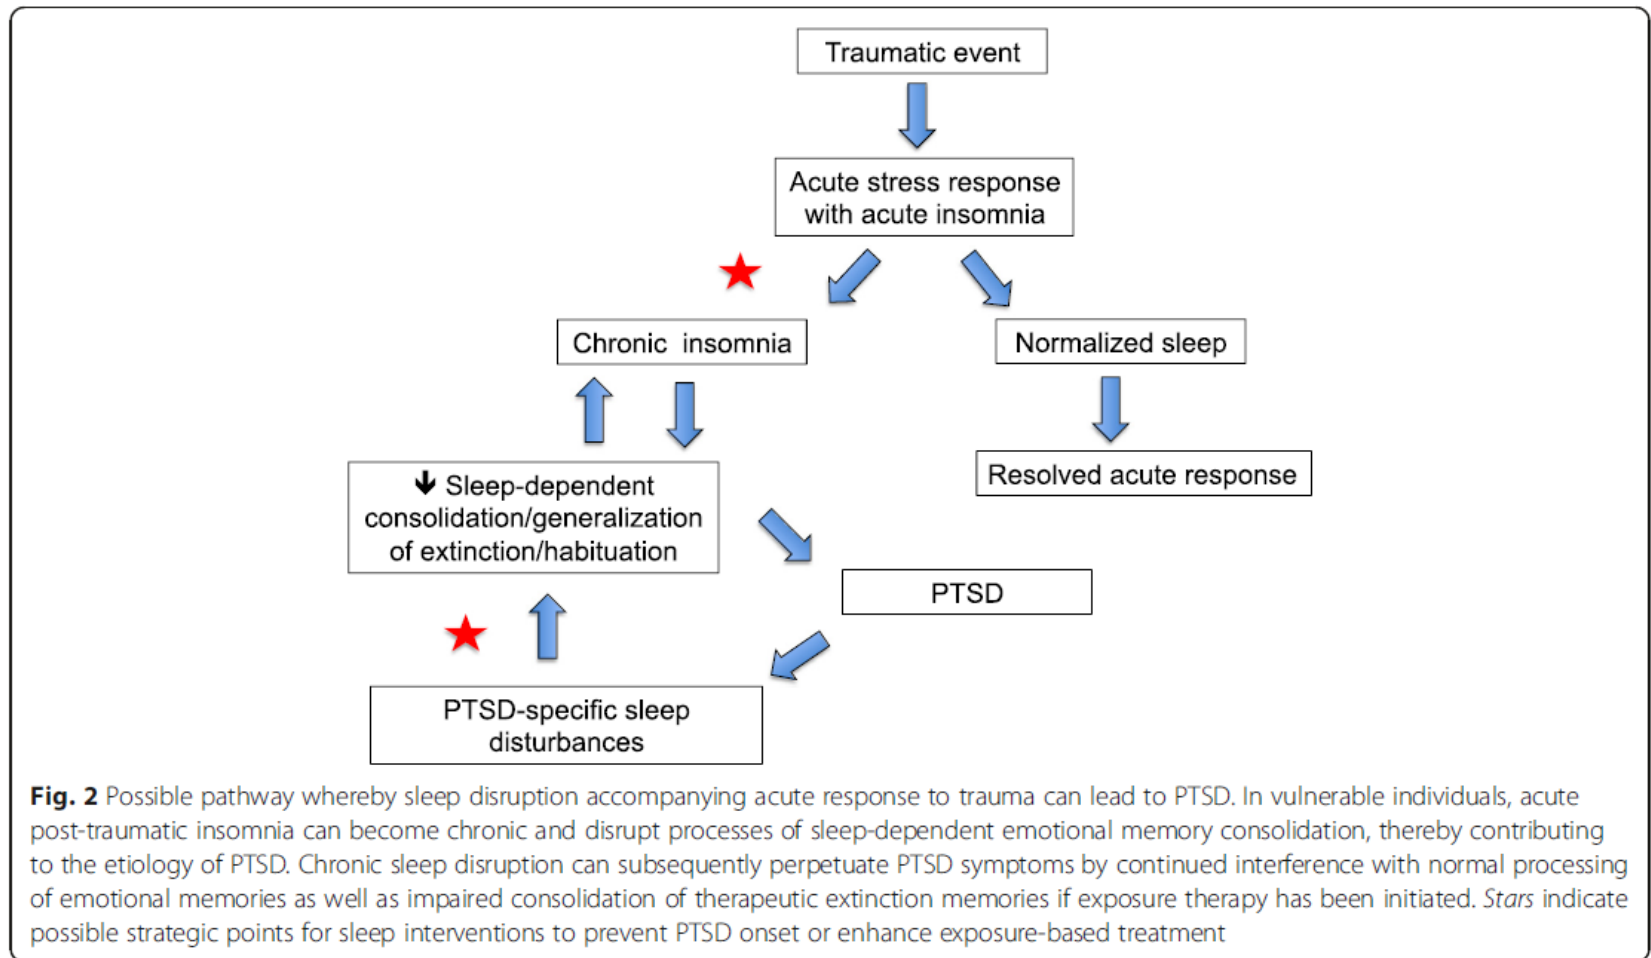 Traumatic event
Acute stress response
with acute insomnia
Chronic insomnia
Normalized sleep
Resolved acute response
↓ Sleep-dependent
consolidation/generalization
of extinction/habituation
PTSD
PTSD-specific sleep
disturbances
Fig. 2 Possible pathway whereby sleep disruption accompanying acute response to trauma can lead to PTSD. In vulnerable individuals, acute
post-traumatic insomnia can become chronic and disrupt processes of sleep-dependent emotional memory consolidation, thereby contributing
to the etiology of PTSD. Chronic sleep disruption can subsequently perpetuate PTSD symptoms by continued interference with normal processing
of emotional memories as well as impaired consolidation of therapeutic extinction memories if exposure therapy has been initiated. Stars indicate
possible strategic points for sleep interventions to prevent PTSD onset or enhance exposure-based treatment